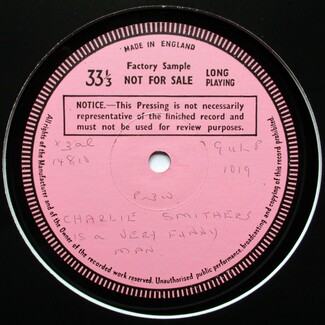 MADE IN ENGLAND
Factory Sample
33⅓ NOT FOR SALE LONG PLAYING
NOTICE.—This Pressing is not necessarily
representative of the finished record and
must not be used for review purposes.
1019
CHARLIE SMITHERS
IS A VERY FUNNY
MAN
All rights of the Manufacturer and of the Owner of the recorded work reserved. Unauthorised public performance, broadcasting and copying of this record prohibited.